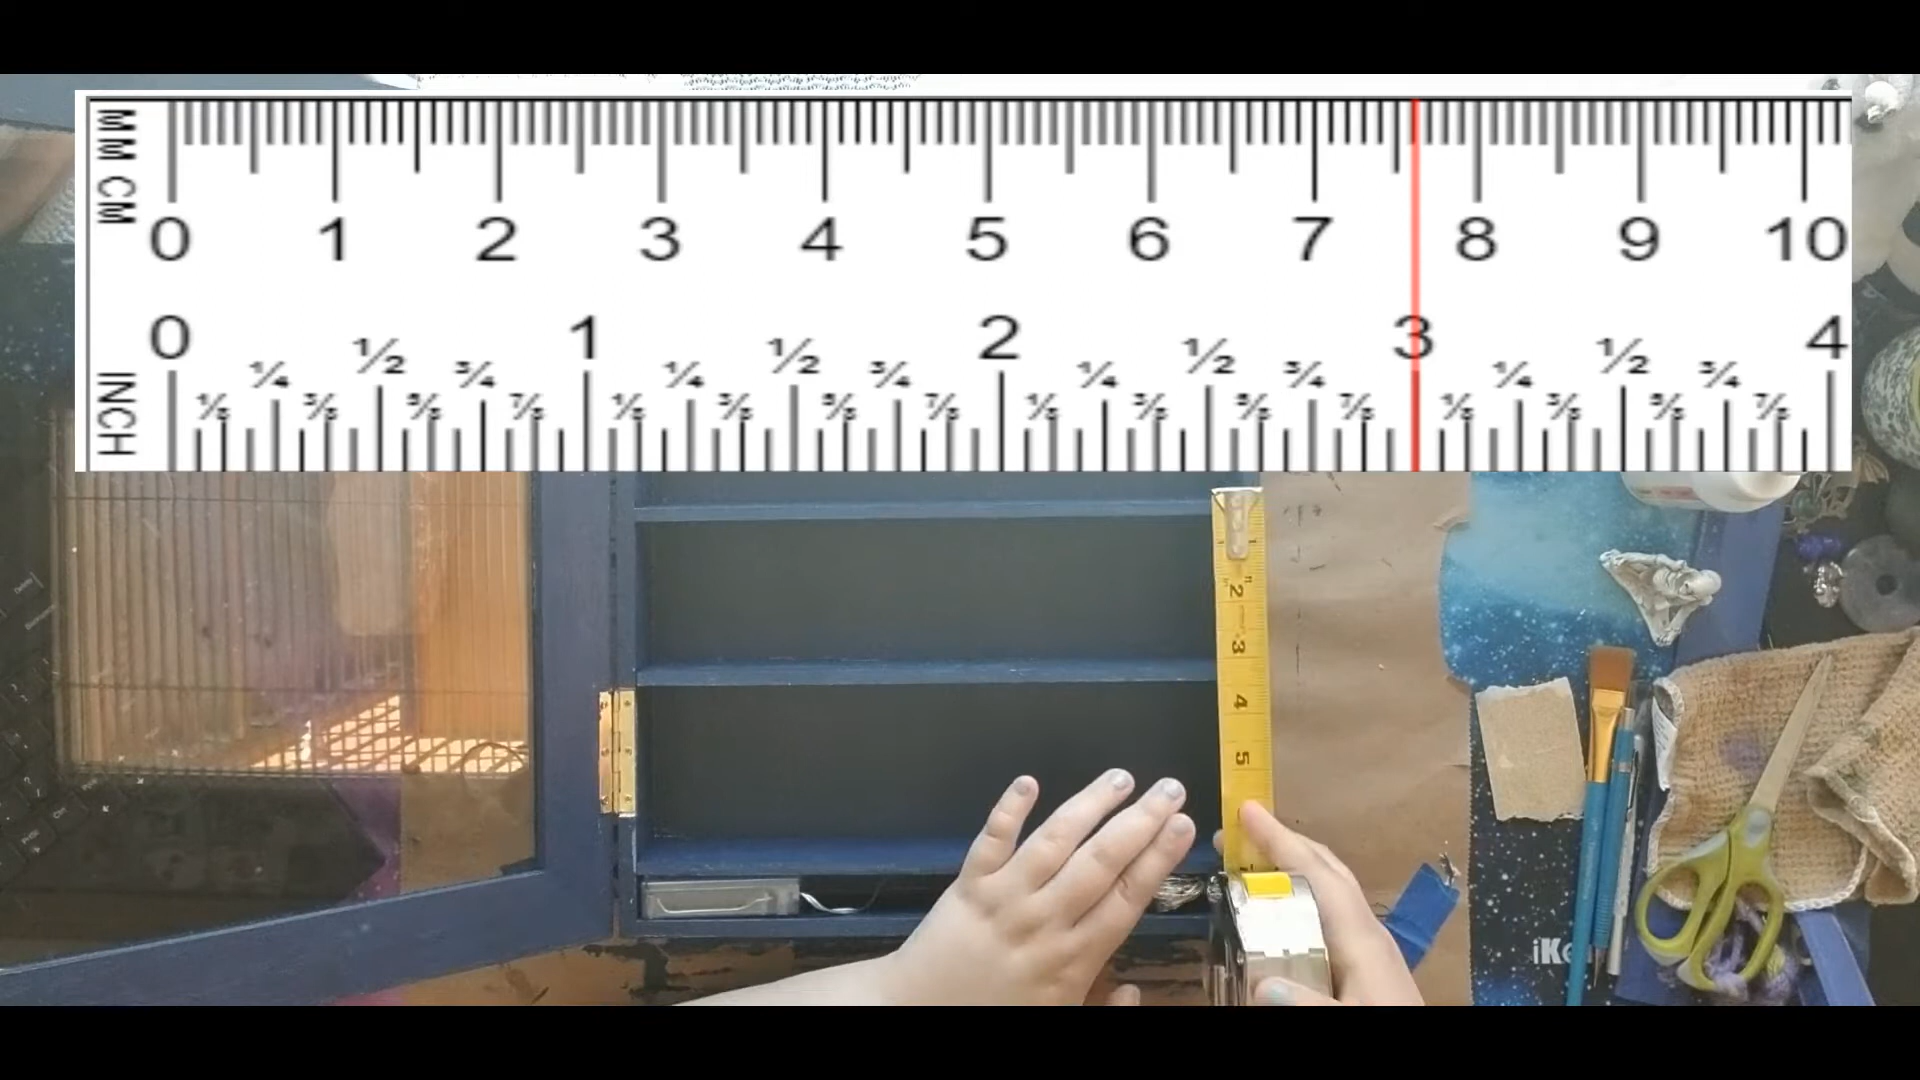 MM CM
0 1 2 3 4 5 6 7 8 9 10
0 1 2 3 4
½ ½ ½ ½
¼ ¾ ¼ ¾ ¼ ¾ ¼ ¾
⅛ ⅜ ⅝ ⅞ ⅛ ⅜ ⅝ ⅞ ⅛ ⅜ ⅝ ⅞ ⅛ ⅜ ⅝ ⅞
INCH
1
2
3
4
5
iK